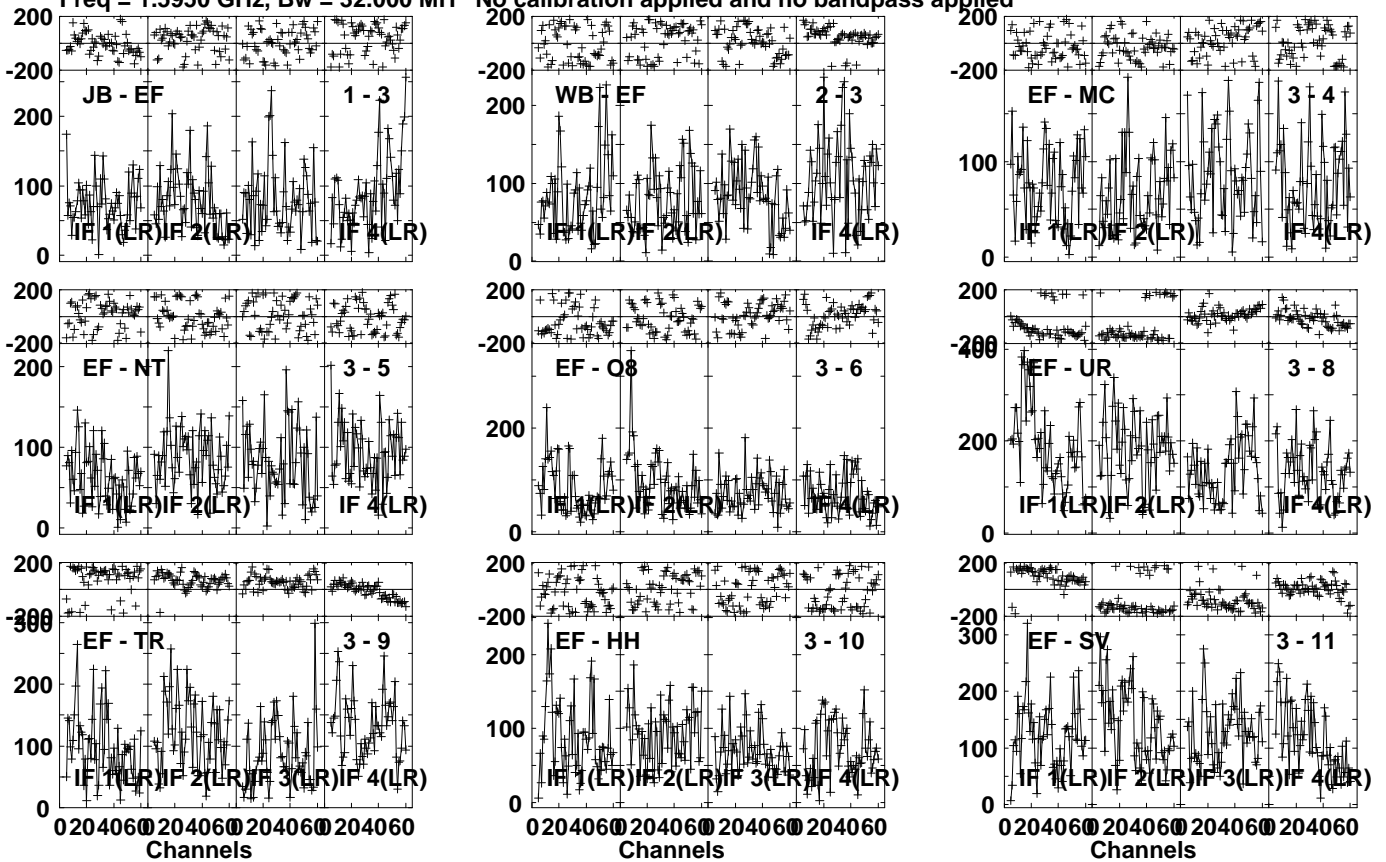 Freq = 1.5950 GHz, Bw = 32.000 MH No calibration applied and no bandpass applied
200
-200
JB - EF 1 - 3
200
100
0
IF 1(LR) IF 2(LR) IF 4(LR)
200
-200
WB - EF 2 - 3
200
100
0
IF 1(LR) IF 2(LR) IF 4(LR)
200
-200
EF - MC 3 - 4
100
0
IF 1(LR) IF 2(LR) IF 4(LR)
200
-200
EF - NT 3 - 5
200
100
0
IF 1(LR) IF 2(LR) IF 4(LR)
200
-200
EF - O8 3 - 6
200
0
IF 1(LR) IF 2(LR) IF 4(LR)
200
-200
400
EF - UR 3 - 8
200
0
IF 1(LR) IF 2(LR) IF 4(LR)
200
-200
300
EF - TR 3 - 9
200
100
0
IF 1(LR) IF 2(LR) IF 3(LR) IF 4(LR)
0 20 40 60 0 20 40 60 0 20 40 60 0 20 40 60
Channels
200
-200
EF - HH 3 - 10
200
100
0
IF 1(LR) IF 2(LR) IF 3(LR) IF 4(LR)
0 20 40 60 0 20 40 60 0 20 40 60 0 20 40 60
Channels
200
-200
300
EF - SV 3 - 11
200
100
0
IF 1(LR) IF 2(LR) IF 3(LR) IF 4(LR)
0 20 40 60 0 20 40 60 0 20 40 60 0 20 40 60
Channels